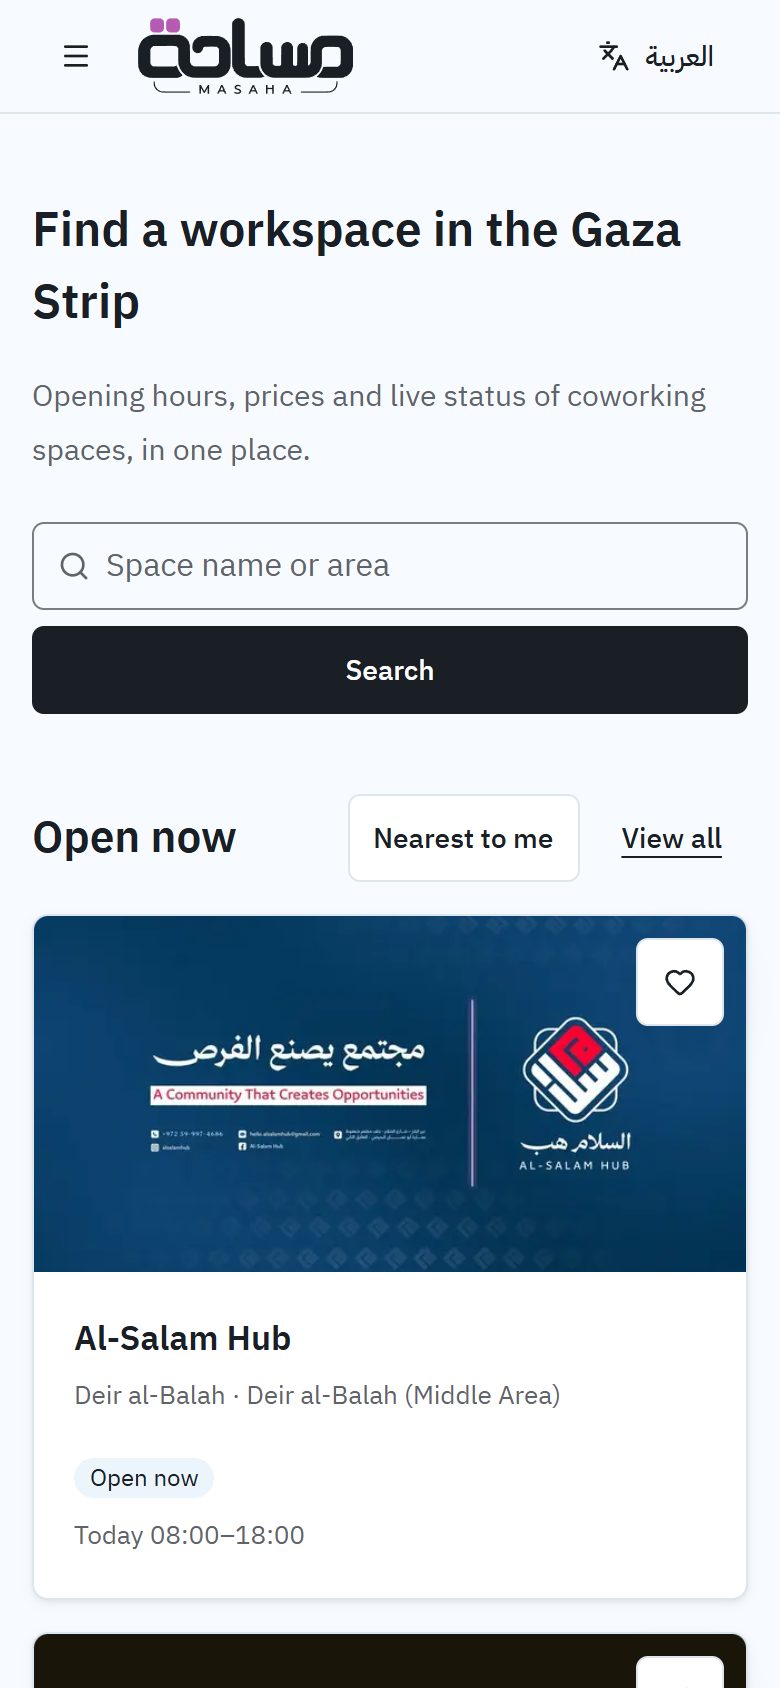 مساحة
MASAHA
العربية
Find a workspace in the Gaza
Strip
Opening hours, prices and live status of coworking
spaces, in one place.
Space name or area
Search
Open now
Nearest to me
View all
مجتمع يصنع الفرص
A Community That Creates Opportunities
السلام هب
AL-SALAM HUB
Al-Salam Hub
Deir al-Balah · Deir al-Balah (Middle Area)
Open now
Today 08:00–18:00